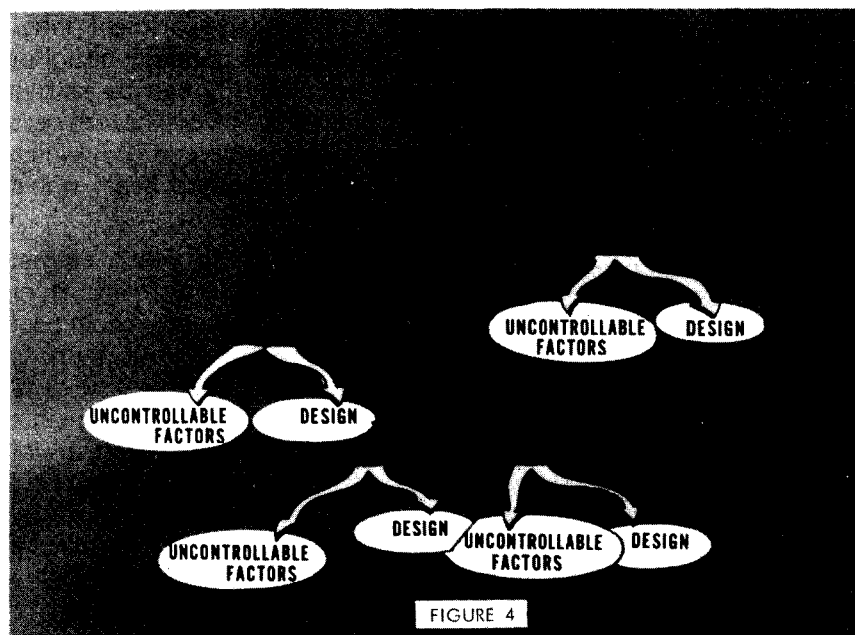 UNCONTROLLABLE
FACTORS
DESIGN
UNCONTROLLABLE
FACTORS
DESIGN
UNCONTROLLABLE
FACTORS
DESIGN
UNCONTROLLABLE
FACTORS
DESIGN
FIGURE 4